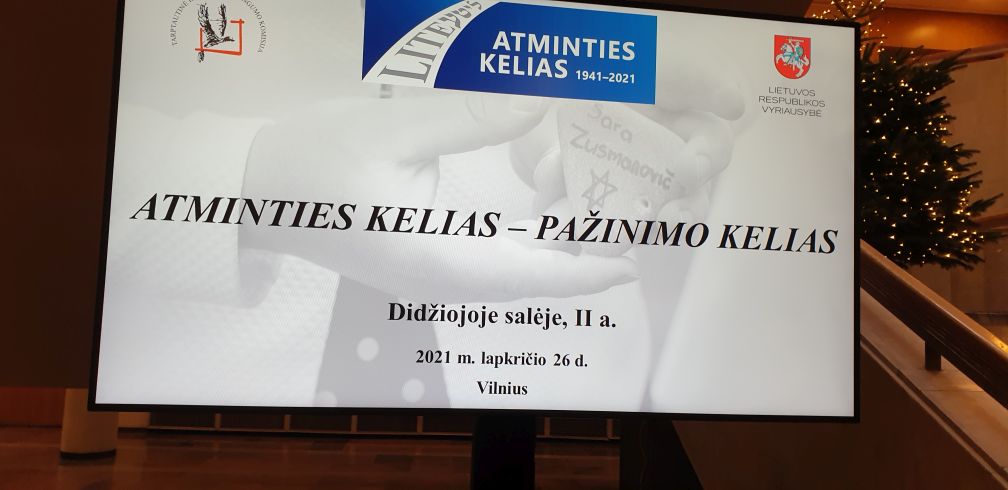 ATMINTIES
KELIAS 1941–2021
LIETUVOS
RESPUBLIKOS
VYRIAUSYBĖ
Sara
Zusmanovič
ATMINTIES KELIAS – PAŽINIMO KELIAS
Didžiojoje salėje, II a.
2021 m. lapkričio 26 d.
Vilnius